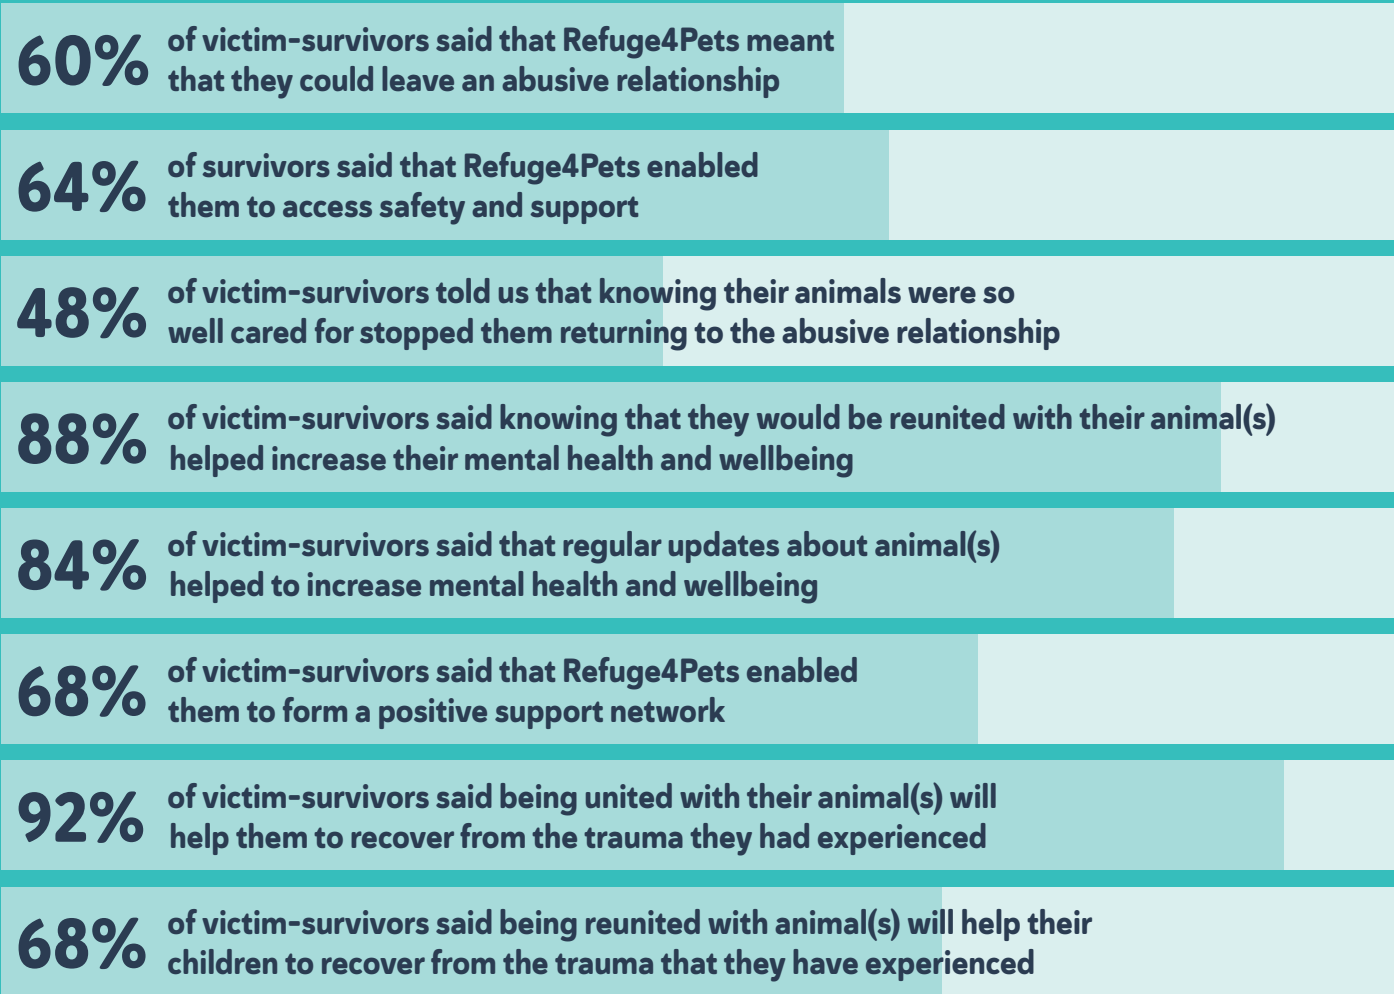 60% of victim-survivors said that Refuge4Pets meant
that they could leave an abusive relationship
64% of survivors said that Refuge4Pets enabled
them to access safety and support
48% of victim-survivors told us that knowing their animals were so
well cared for stopped them returning to the abusive relationship
88% of victim-survivors said knowing that they would be reunited with their animal(s)
helped increase their mental health and wellbeing
84% of victim-survivors said that regular updates about animal(s)
helped to increase mental health and wellbeing
68% of victim-survivors said that Refuge4Pets enabled
them to form a positive support network
92% of victim-survivors said being united with their animal(s) will
help them to recover from the trauma they had experienced
68% of victim-survivors said being reunited with animal(s) will help their
children to recover from the trauma that they have experienced